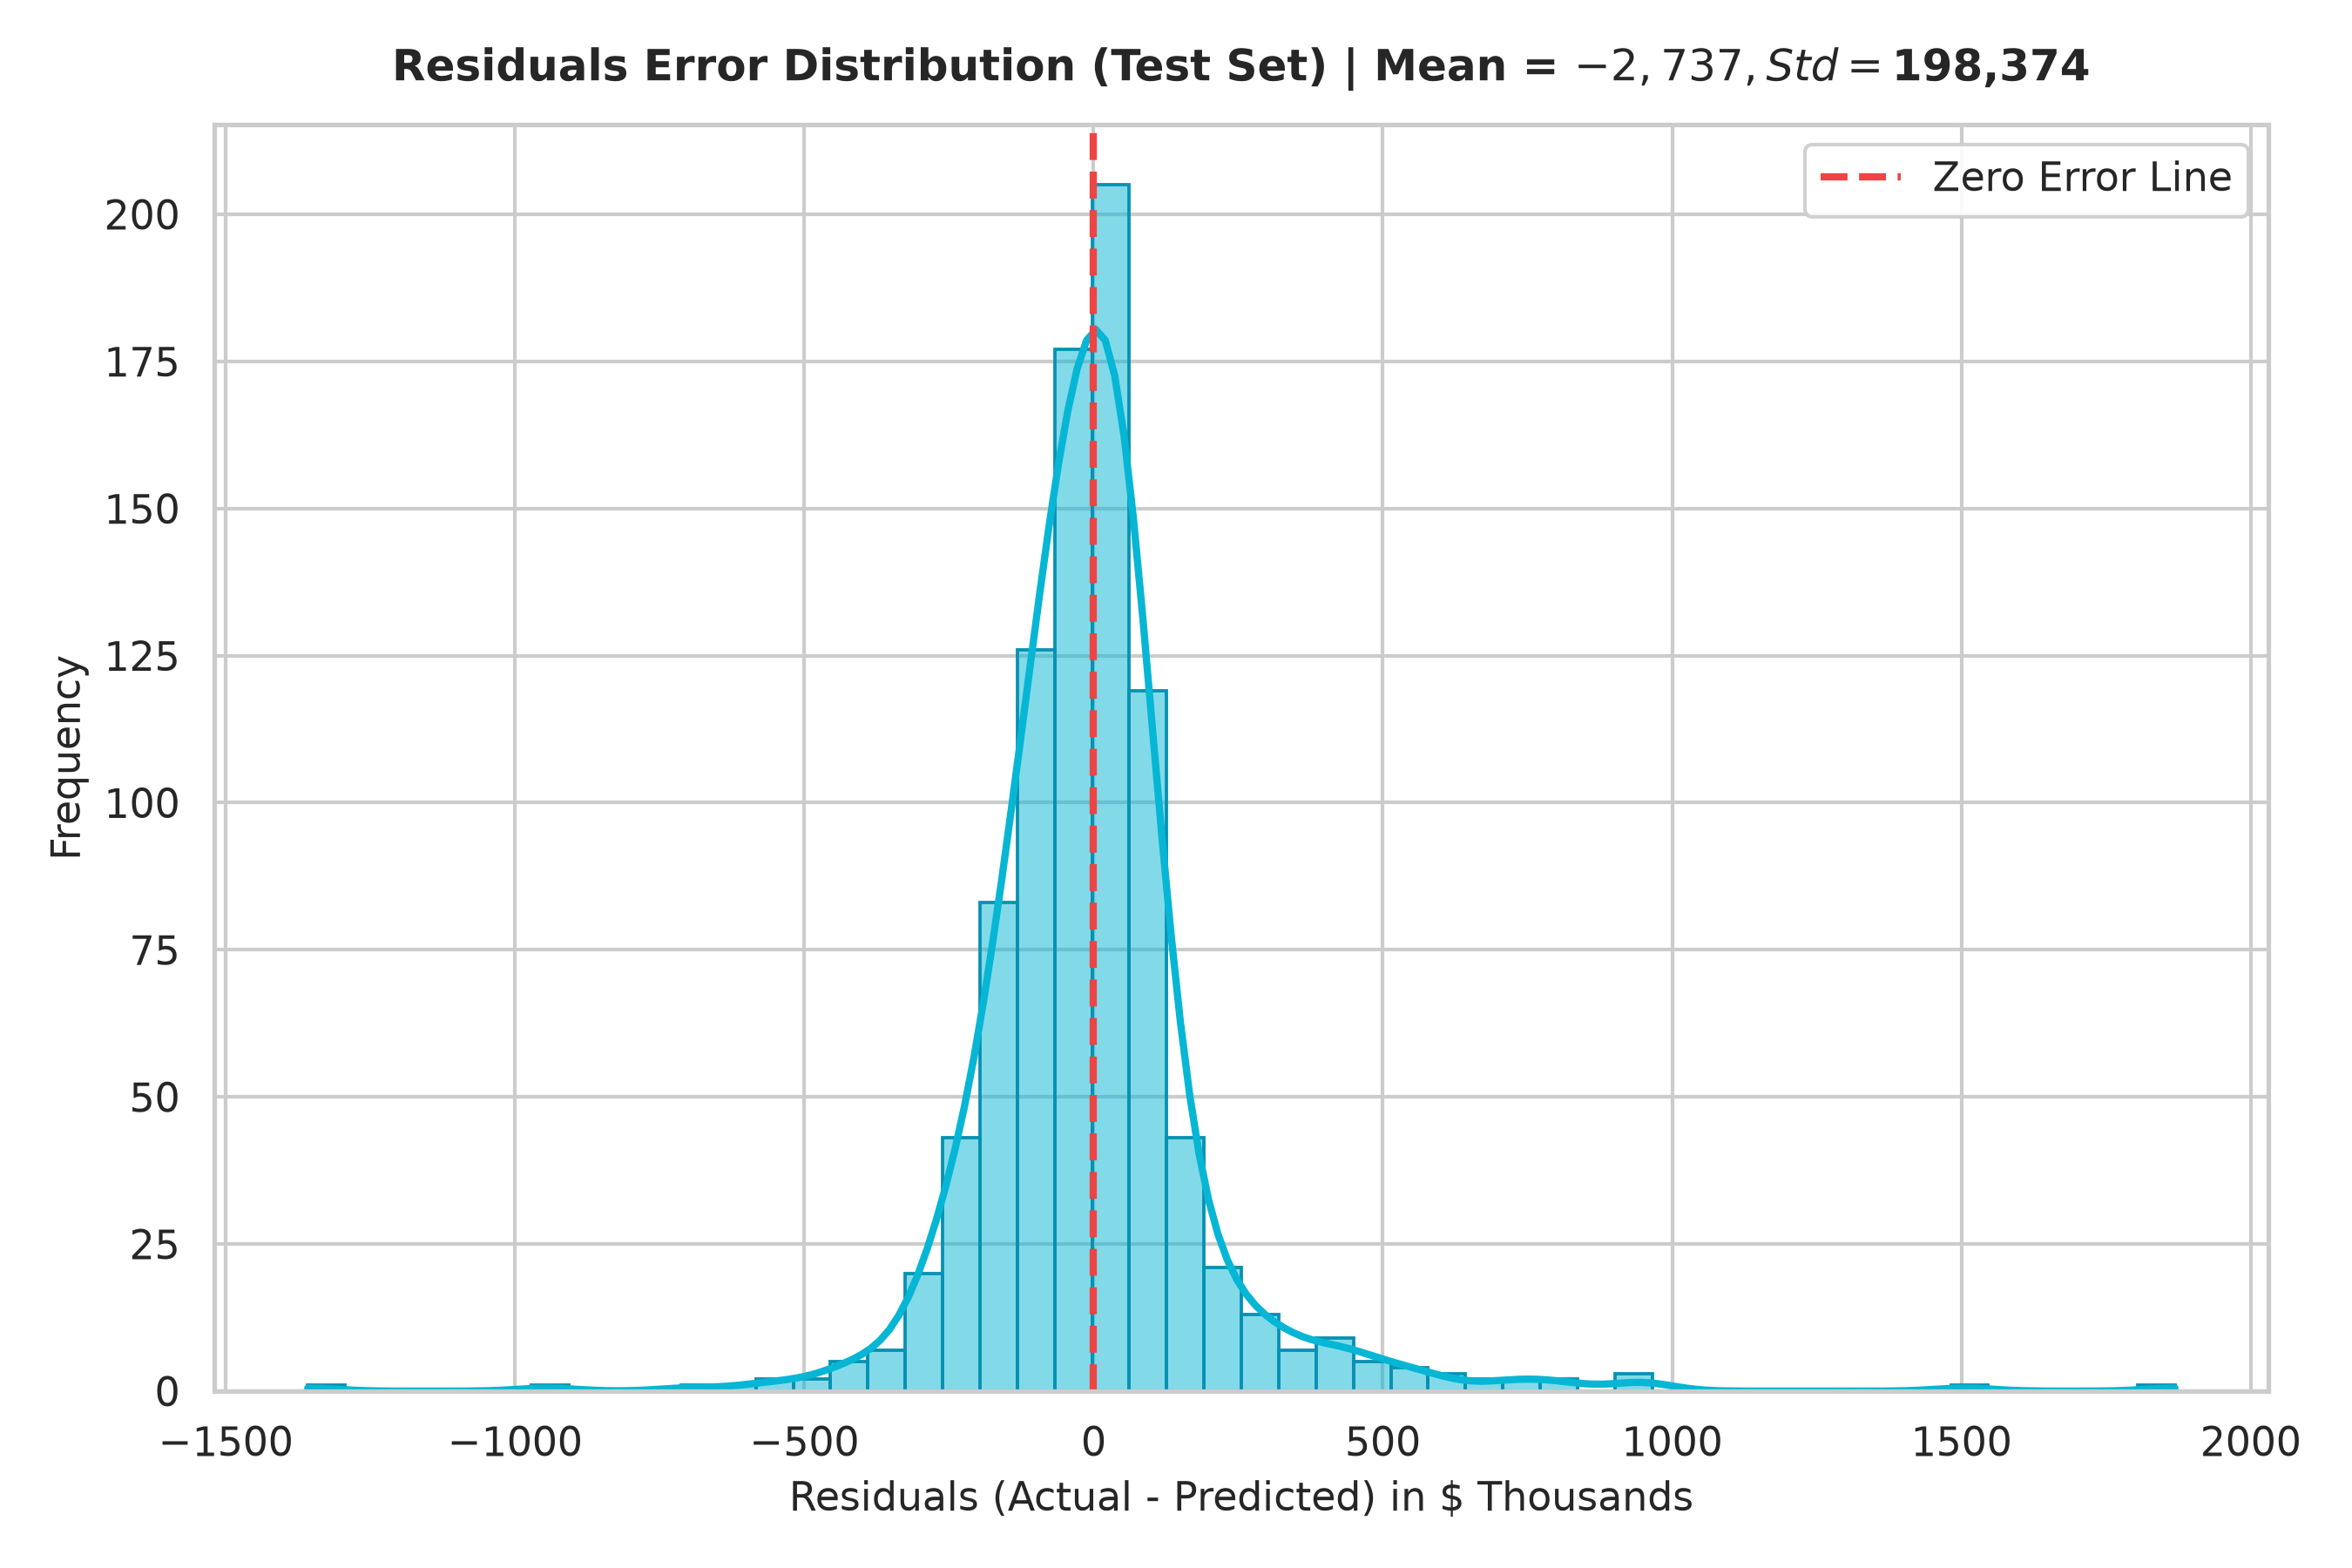 Residuals Error Distribution (Test Set) | Mean = −2, 737, Std = 198,374
Zero Error Line
Frequency
200
175
150
125
100
75
50
25
0
−1500 −1000 −500 0 500 1000 1500 2000
Residuals (Actual - Predicted) in $ Thousands